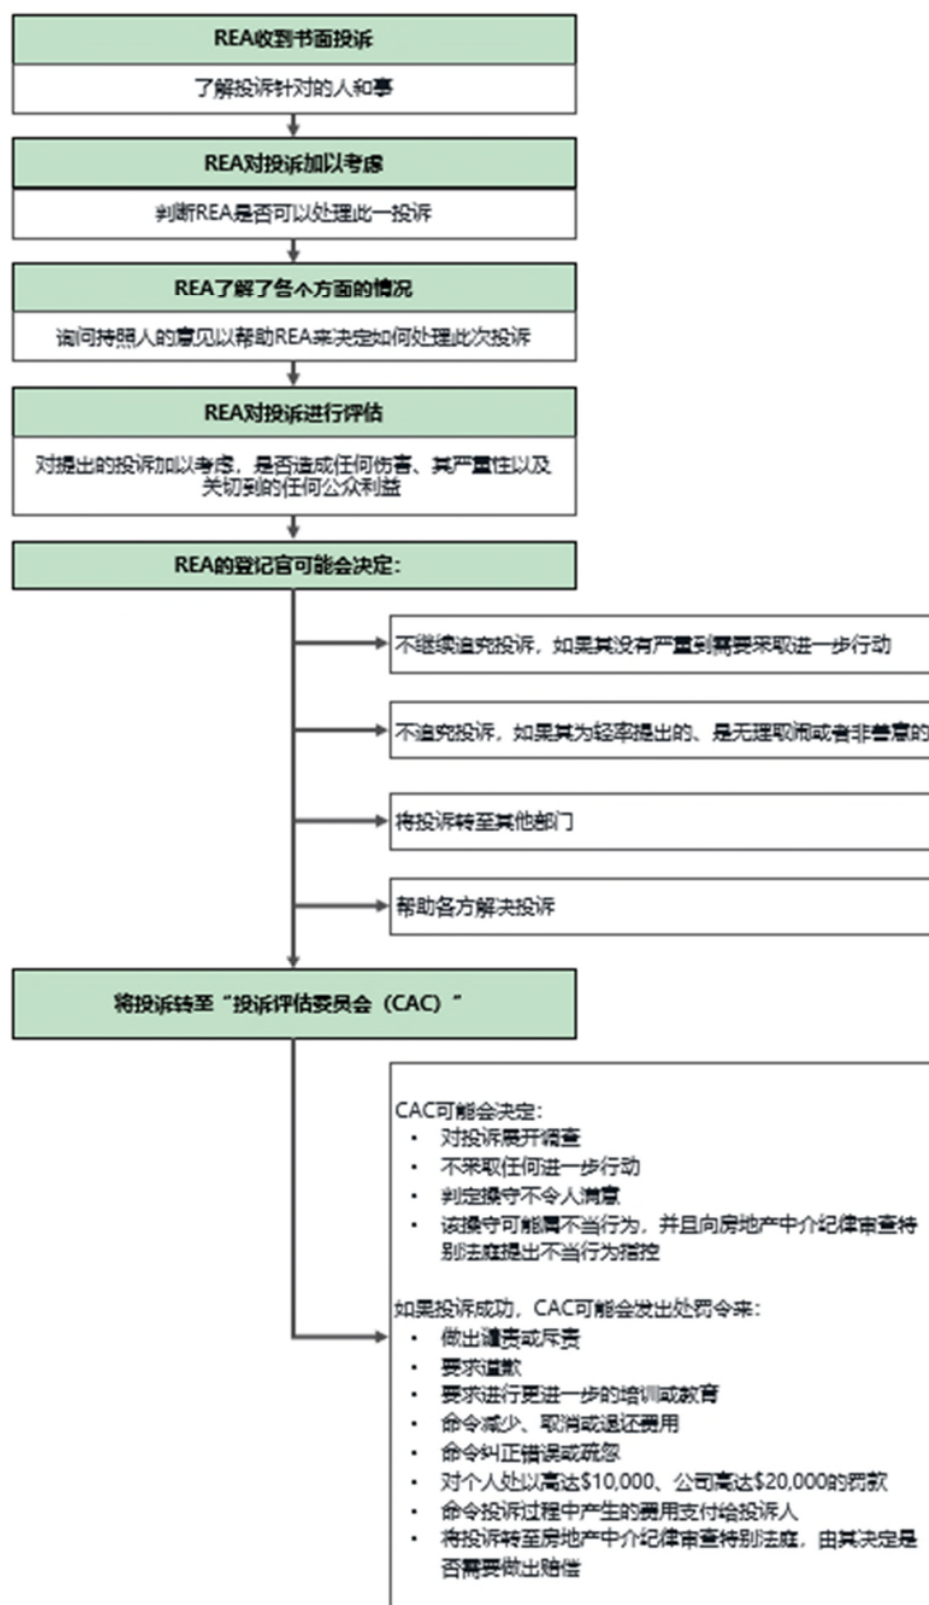 REA收到书面投诉
了解投诉针对的人和事
REA对投诉加以考虑
判断REA是否可以处理此一投诉
REA了解了各个方面的情况
询问持照人的意见以帮助REA来决定如何处理此次投诉
REA对投诉进行评估
对提出的投诉加以考虑，是否造成任何伤害、其严重性以及
关切到的任何公众利益
REA的登记官可能会决定：
不继续追究投诉，如果其没有严重到需要采取进一步行动
不追究投诉，如果其为轻率提出的、是无理取闹或者非善意的
将投诉转至其他部门
帮助各方解决投诉
将投诉转至“投诉评估委员会（CAC）”
CAC可能会决定：
• 对投诉展开调查
• 不采取任何进一步行动
• 判定操守不令人满意
• 该操守可能属不当行为，并且向房地产中介纪律审查特
别法庭提出不当行为指控
如果投诉成功，CAC可能会发出处罚令来：
• 做出谴责或斥责
• 要求道歉
• 要求进行更进一步的培训或教育
• 命令减少、取消或退还费用
• 命令纠正错误或疏忽
• 对个人处以高达$10,000、公司高达$20,000的罚款
• 命令投诉过程中产生的费用支付给投诉人
• 将投诉转至房地产中介纪律审查特别法庭，由其决定是
否需要做出赔偿